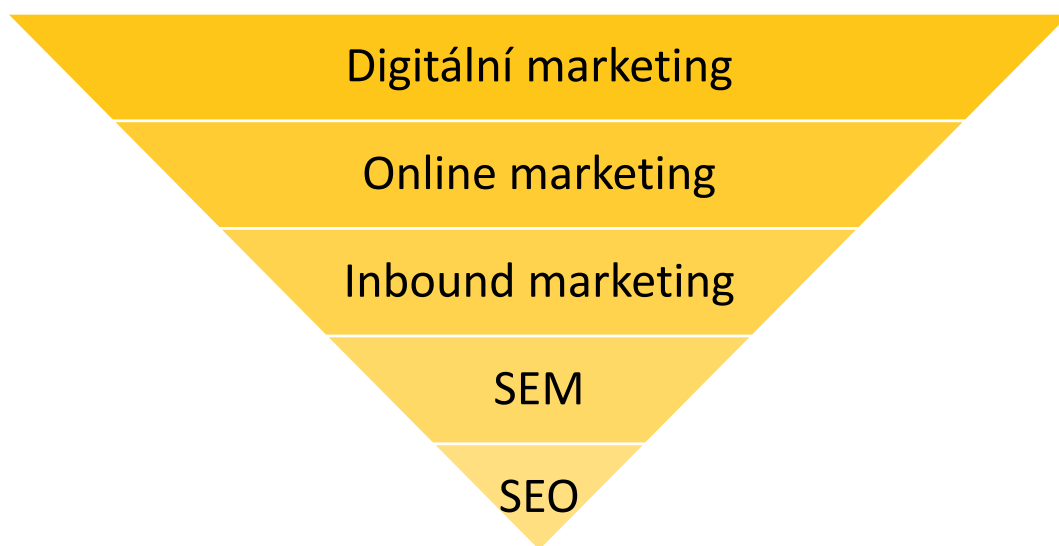 Digitální marketing
Online marketing
Inbound marketing
SEM
SEO